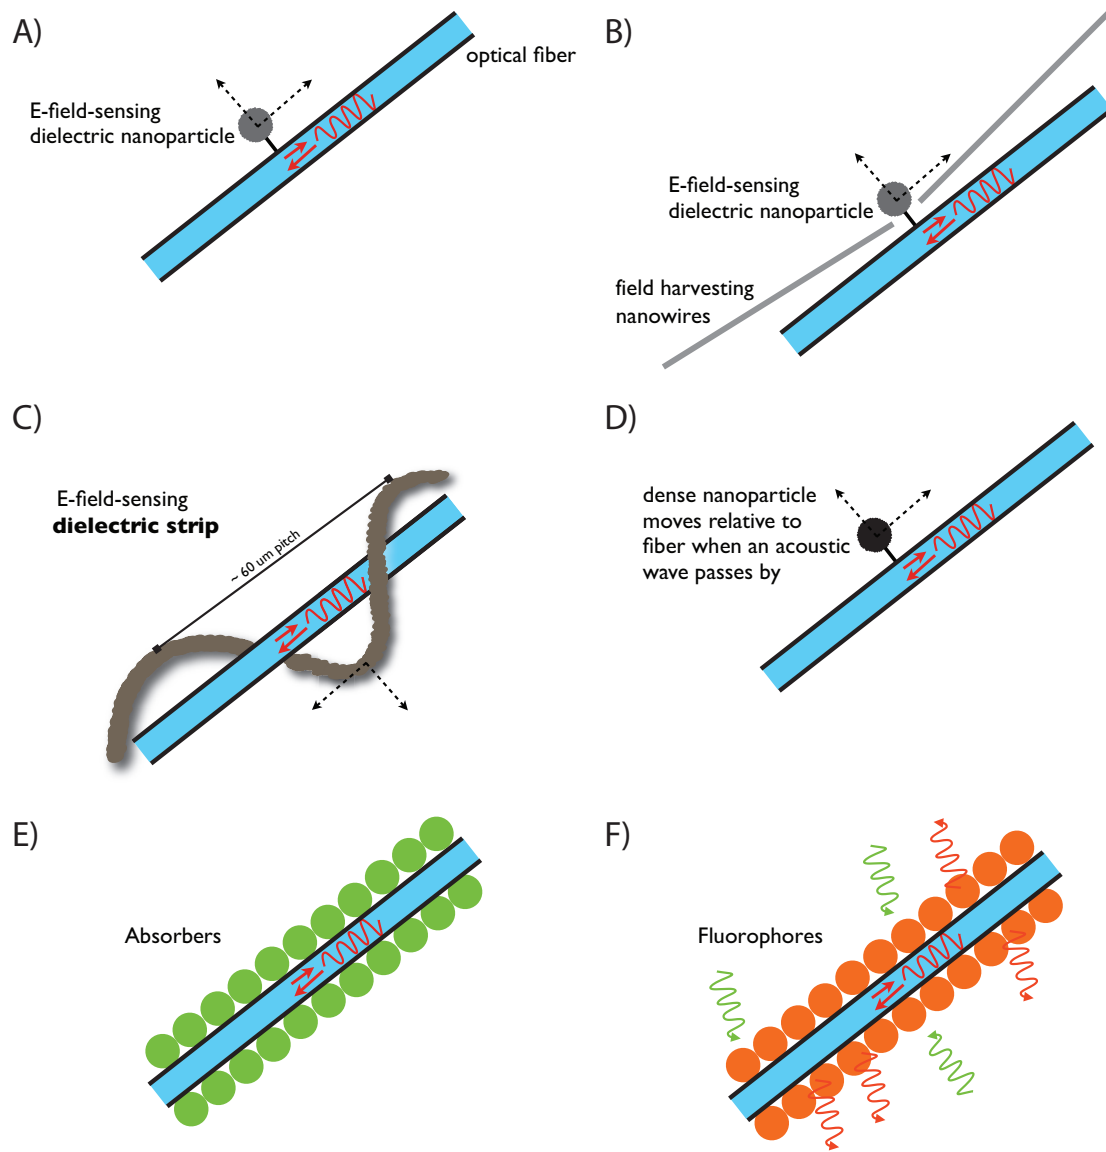 A)
optical fiber
E-field-sensing
dielectric nanoparticle
B)
E-field-sensing
dielectric nanoparticle
field harvesting
nanowires
C)
E-field-sensing
dielectric strip
~ 60 um pitch
D)
dense nanoparticle
moves relative to
fiber when an acoustic
wave passes by
E)
Absorbers
F)
Fluorophores